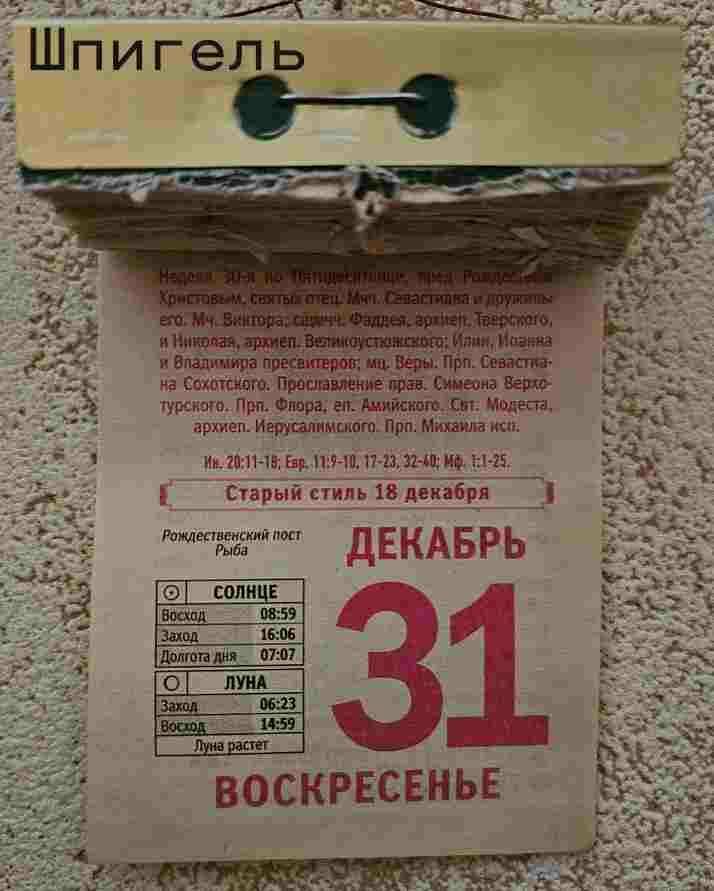 Шпигель
Неделя 30-я по Пятидесятнице, пред Рождеством
Христовым, святых отец. Мчч. Севастиана и дружины
его. Мч. Виктора; сщмчч. Фаддея, архиеп. Тверского,
и Николая, архиеп. Великоустюжского; Илии, Иоанна
и Владимира пресвитеров; мц. Веры. Прп. Севастиа-
на Сохотского. Прославление прав. Симеона Верхо-
турского. Прп. Флора, еп. Амийского. Свт. Модеста,
архиеп. Иерусалимского. Прп. Михаила исп.
Ин. 20:11-18; Евр. 11:9-10, 17-23, 32-40; Мф. 1:1-25.
Старый стиль 18 декабря
Рождественский пост
Рыба
ДЕКАБРЬ
СОЛНЦЕ
Восход 08:59
Заход 16:06
Долгота дня 07:07
ЛУНА
Заход 06:23
Восход 14:59
Луна растет
31
ВОСКРЕСЕНЬЕ